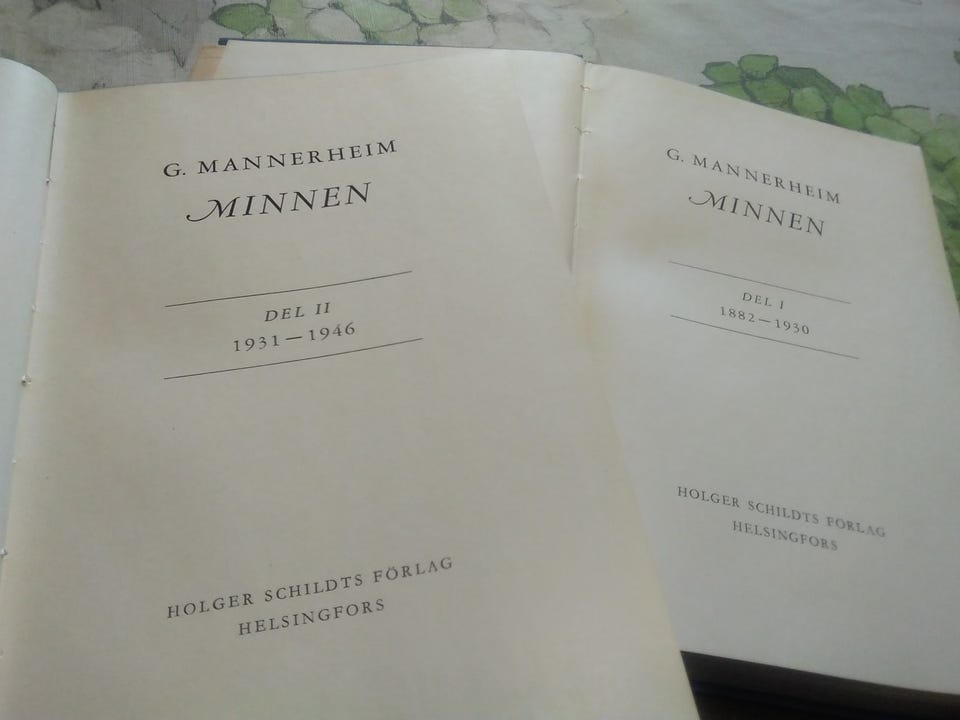 G. MANNERHEIM
MINNEN
DEL II
1931—1946
HOLGER SCHILDTS FÖRLAG
HELSINGFORS
G. MANNERHEIM
MINNEN
DEL I
1882—1930
HOLGER SCHILDTS FÖRLAG
HELSINGFORS